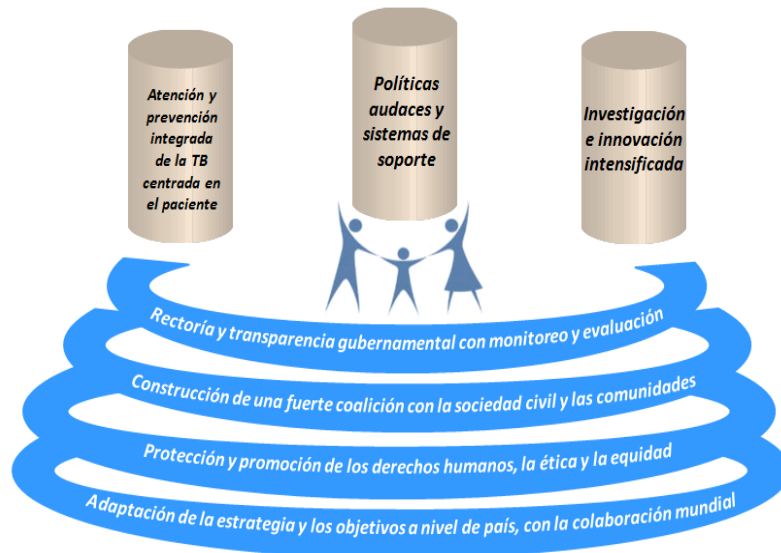 Atención y
prevención
integrada
de la TB
centrada en
el paciente
Políticas
audaces y
sistemas de
soporte
Investigación
e innovación
intensificada
Rectoría y transparencia gubernamental con monitoreo y evaluación
Construcción de una fuerte coalición con la sociedad civil y las comunidades
Protección y promoción de los derechos humanos, la ética y la equidad
Adaptación de la estrategia y los objetivos a nivel de país, con la colaboración mundial